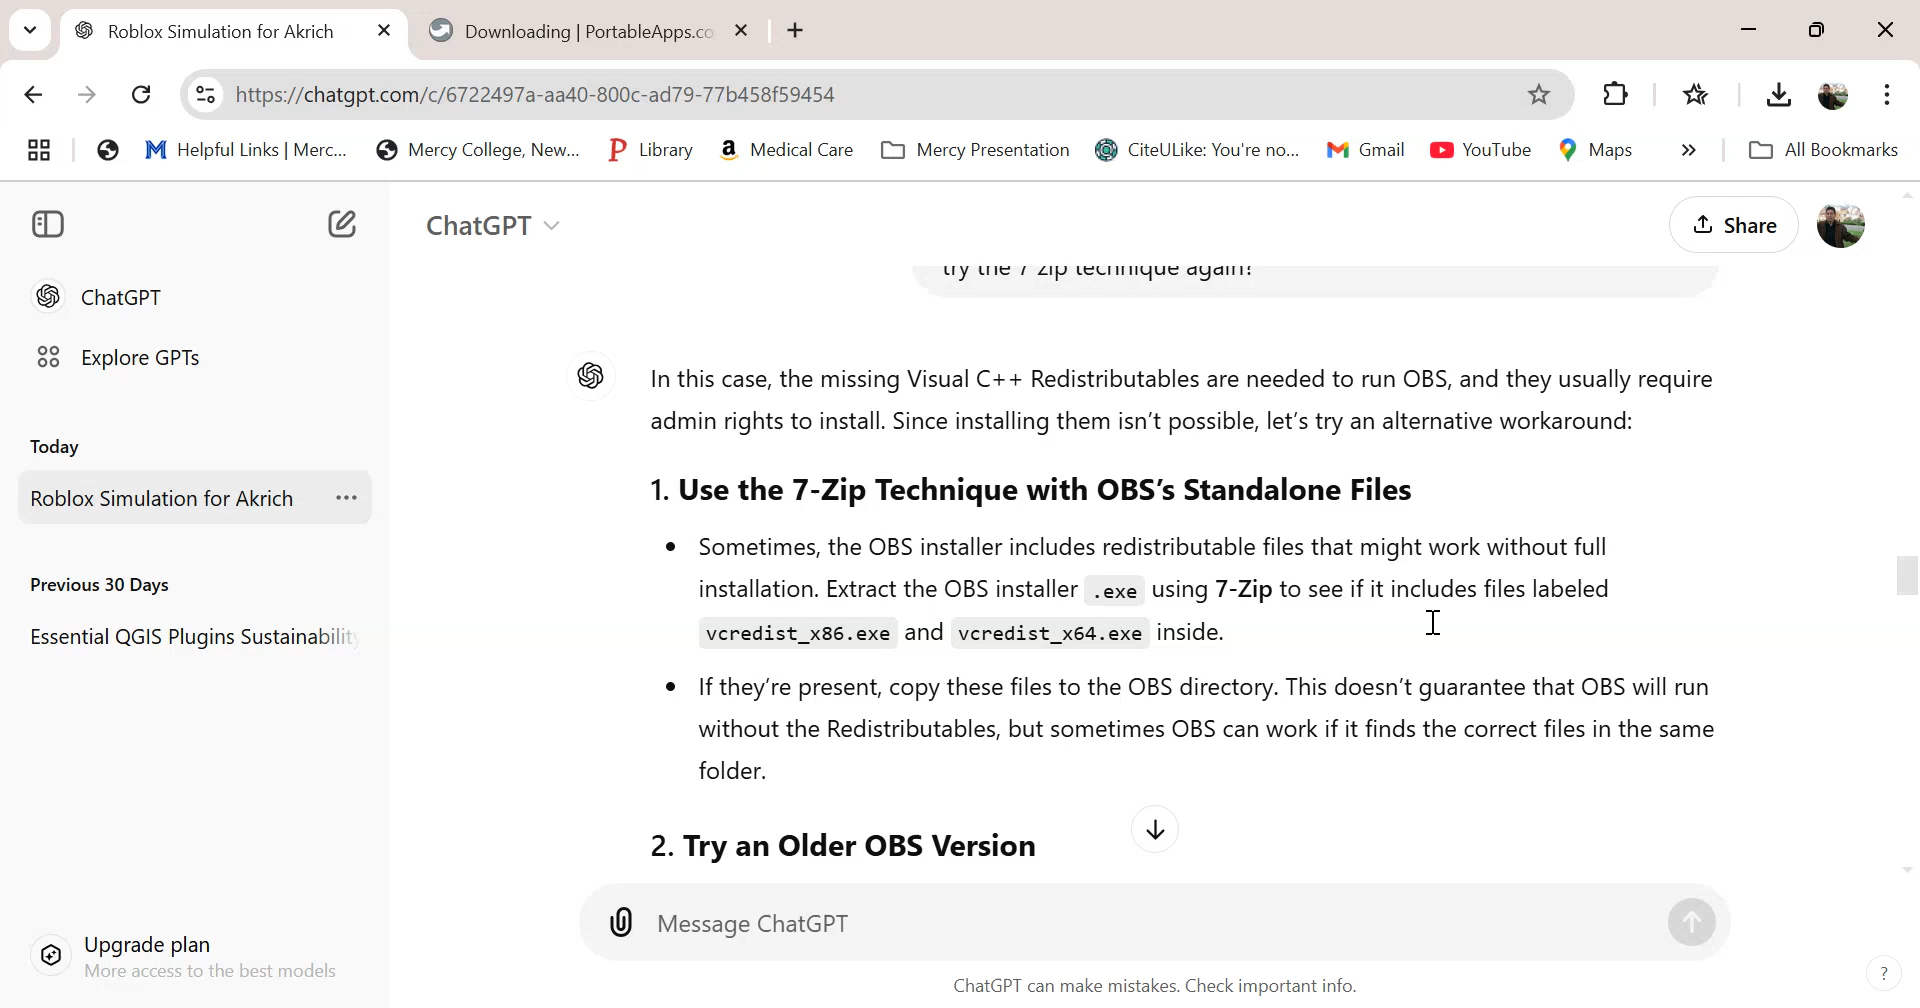 Roblox Simulation for Akrich
Downloading | PortableApps.co
https://chatgpt.com/c/6722497a-aa40-800c-ad79-77b458f59454
Helpful Links | Merc...
Mercy College, New...
Library
Medical Care
Mercy Presentation
CiteULike: You're no...
Gmail
YouTube
Maps
»
All Bookmarks
ChatGPT
Share
ChatGPT
Explore GPTs
Today
Roblox Simulation for Akrich
Previous 30 Days
Essential QGIS Plugins Sustainability
Upgrade plan
More access to the best models
try the 7 zip technique again?
In this case, the missing Visual C++ Redistributables are needed to run OBS, and they usually require
admin rights to install. Since installing them isn’t possible, let’s try an alternative workaround:
1. Use the 7-Zip Technique with OBS’s Standalone Files
• Sometimes, the OBS installer includes redistributable files that might work without full
installation. Extract the OBS installer .exe using 7-Zip to see if it includes files labeled
vcredist_x86.exe and vcredist_x64.exe inside.
• If they’re present, copy these files to the OBS directory. This doesn’t guarantee that OBS will run
without the Redistributables, but sometimes OBS can work if it finds the correct files in the same
folder.
2. Try an Older OBS Version
Message ChatGPT
ChatGPT can make mistakes. Check important info.
?